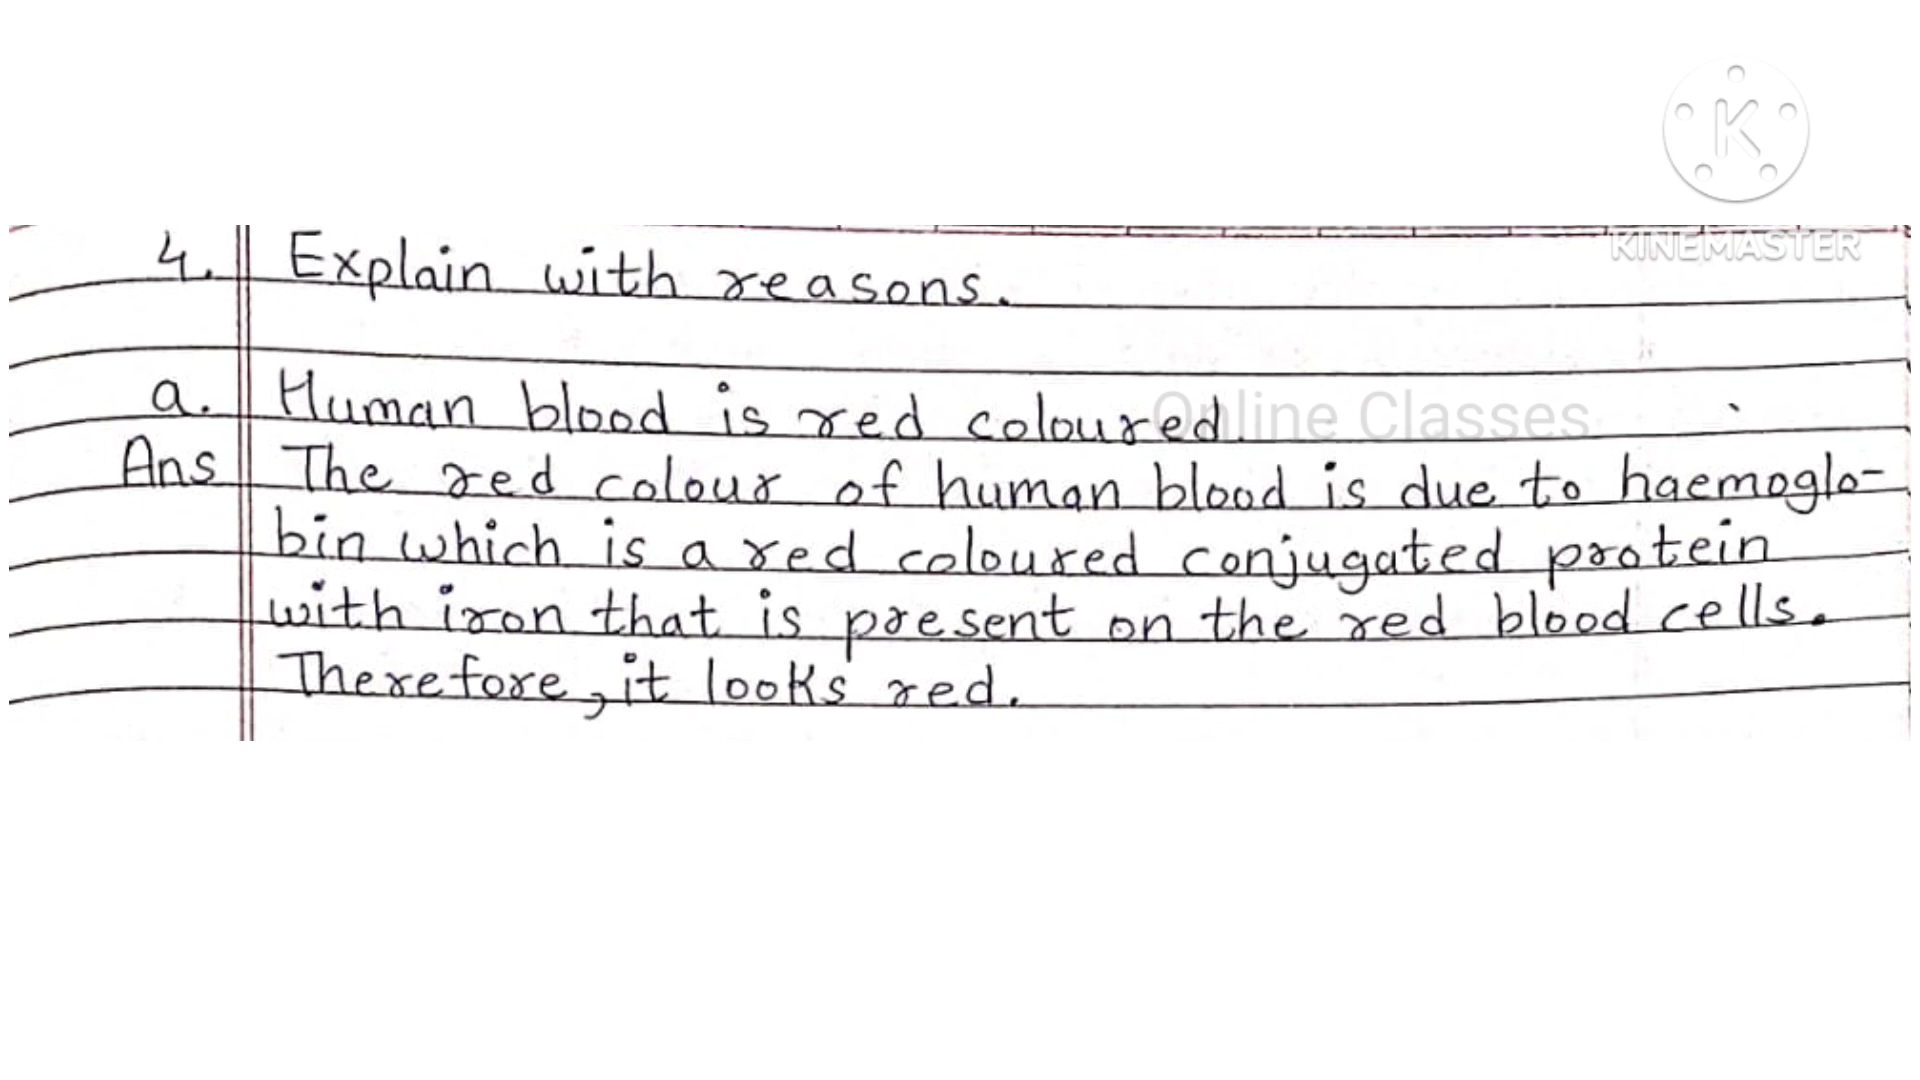 K
KINEMASTER
4. Explain with reasons.
a. Human blood is red coloured.
Online Classes
Ans The red colour of human blood is due to haemoglo-
bin which is a red coloured conjugated protein
with iron that is present on the red blood cells.
Therefore, it looks red.